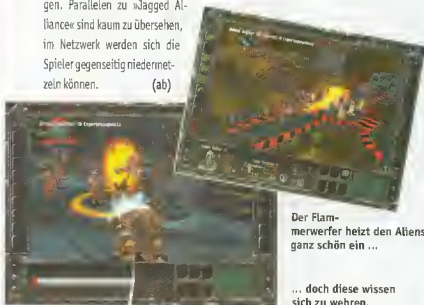 gen. Parallelen zu »Jagged Al-
liance« sind kaum zu übersehen,
im Netzwerk werden sich die
Spieler gegenseitig niedermet-
zeln können. (ab)
Der Flam-
merwerfer heizt den Aliens
ganz schön ein ...
... doch diese wissen
sich zu wehren.